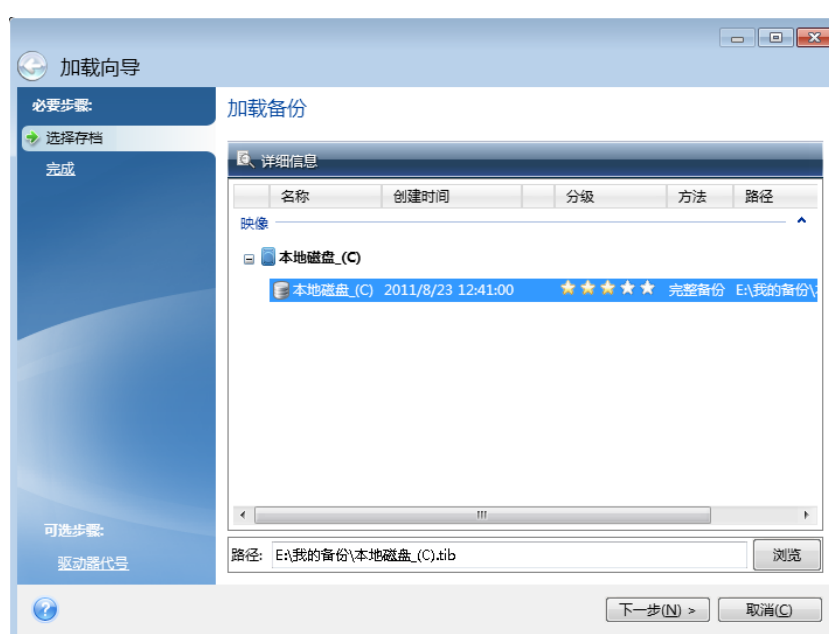 加载向导
必要步骤:
选择存档
完成
加载备份
详细信息
名称 创建时间 分级 方法 路径
映像
本地磁盘_(C)
本地磁盘_(C) 2011/8/23 12:41:00 完整备份 E:\我的备份\
可选步骤:
驱动器代号
路径: E:\我的备份\本地磁盘_(C).tib 浏览
下一步(N) > 取消(C)